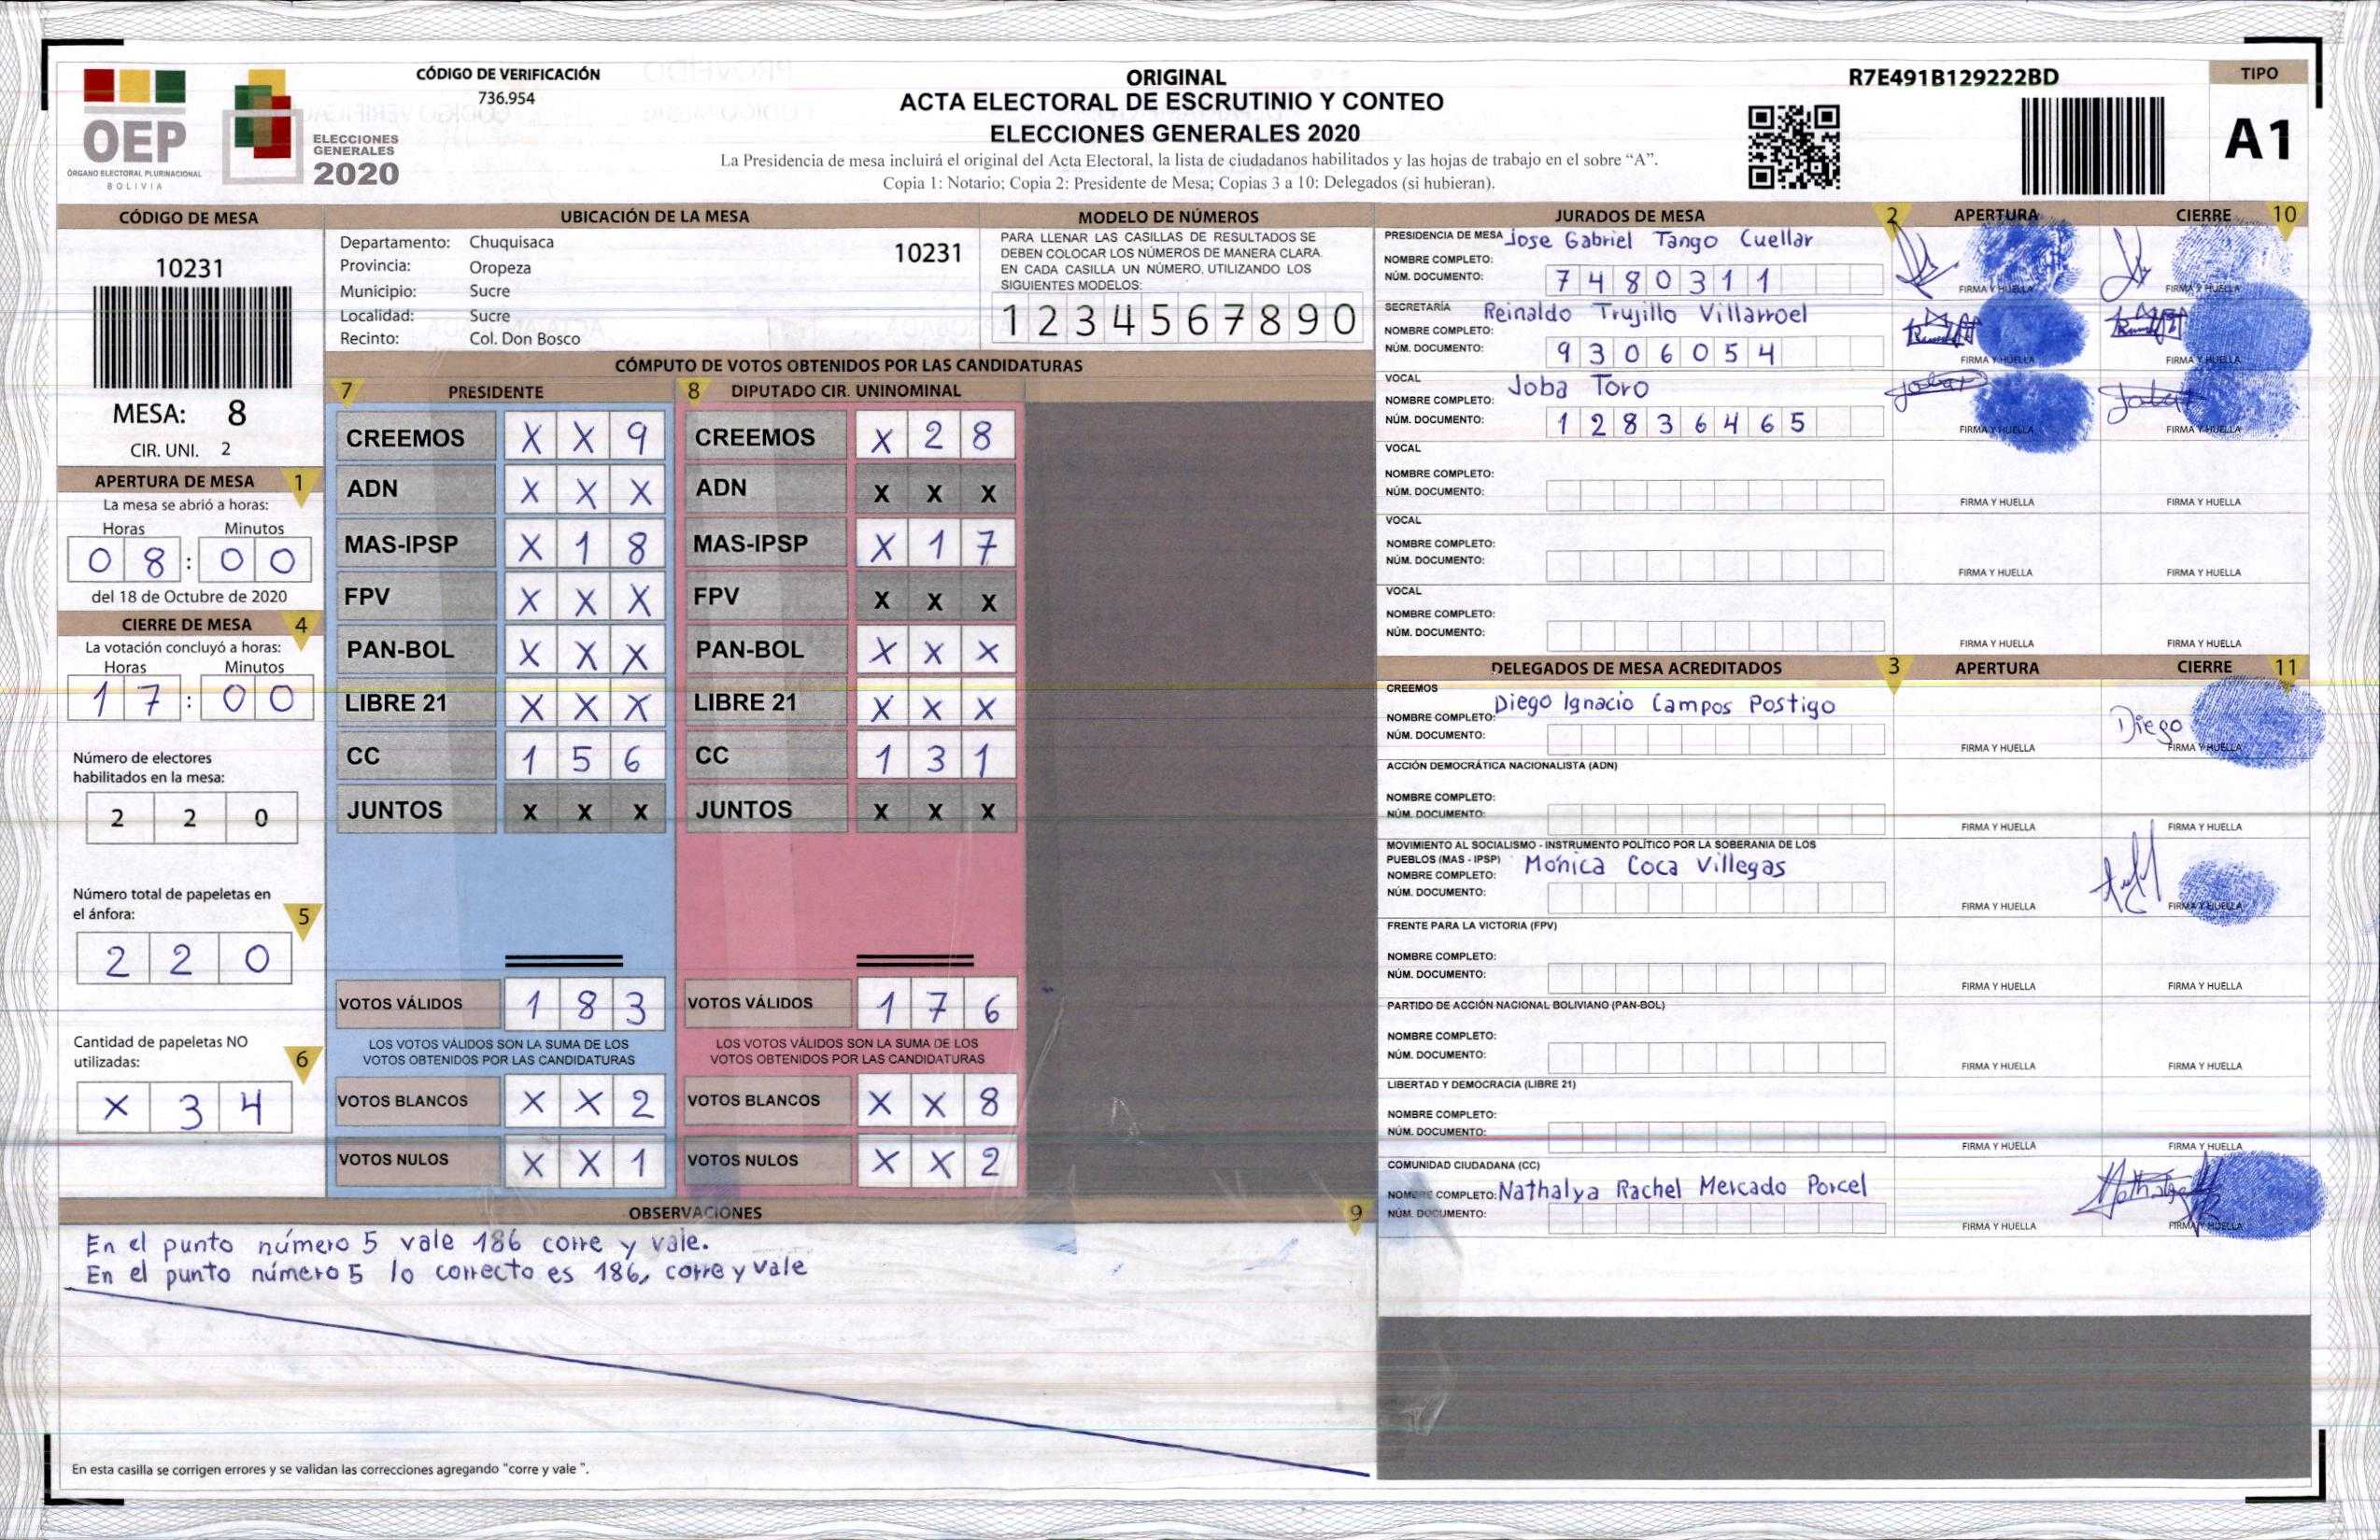 OEP
ÓRGANO ELECTORAL PLURINACIONAL
BOLIVIA
ELECCIONES
GENERALES
2020
CÓDIGO DE VERIFICACIÓN
736.954
ORIGINAL
ACTA ELECTORAL DE ESCRUTINIO Y CONTEO
ELECCIONES GENERALES 2020
La Presidencia de mesa incluirá el original del Acta Electoral, la lista de ciudadanos habilitados y las hojas de trabajo en el sobre “A”.
Copia 1: Notario; Copia 2: Presidente de Mesa; Copias 3 a 10: Delegados (si hubieran).
R7E491B129222BD
TIPO
A1
CÓDIGO DE MESA
10231
MESA: 8
CIR. UNI. 2
APERTURA DE MESA 1
La mesa se abrió a horas:
Horas Minutos
0 8 : 0 0
del 18 de Octubre de 2020
CIERRE DE MESA 4
La votación concluyó a horas:
Horas Minutos
1 7 : 0 0
Número de electores
habilitados en la mesa:
2 2 0
Número total de papeletas en
el ánfora: 5
2 2 0
Cantidad de papeletas NO
utilizadas: 6
X 3 4
UBICACIÓN DE LA MESA
Departamento: Chuquisaca 10231
Provincia: Oropeza
Municipio: Sucre
Localidad: Sucre
Recinto: Col. Don Bosco
MODELO DE NÚMEROS
PARA LLENAR LAS CASILLAS DE RESULTADOS SE
DEBEN COLOCAR LOS NÚMEROS DE MANERA CLARA.
EN CADA CASILLA UN NÚMERO, UTILIZANDO LOS
SIGUIENTES MODELOS:
1 2 3 4 5 6 7 8 9 0
CÓMPUTO DE VOTOS OBTENIDOS POR LAS CANDIDATURAS
7 PRESIDENTE
CREEMOS X X 9
ADN X X X
MAS-IPSP X 1 8
FPV X X X
PAN-BOL X X X
LIBRE 21 X X X
CC 1 5 6
JUNTOS X X X
VOTOS VÁLIDOS 1 8 3
LOS VOTOS VÁLIDOS SON LA SUMA DE LOS
VOTOS OBTENIDOS POR LAS CANDIDATURAS
VOTOS BLANCOS X X 2
VOTOS NULOS X X 1
8 DIPUTADO CIR. UNINOMINAL
CREEMOS X 2 8
ADN X X X
MAS-IPSP X 1 7
FPV X X X
PAN-BOL X X X
LIBRE 21 X X X
CC 1 3 1
JUNTOS X X X
VOTOS VÁLIDOS 1 7 6
LOS VOTOS VÁLIDOS SON LA SUMA DE LOS
VOTOS OBTENIDOS POR LAS CANDIDATURAS
VOTOS BLANCOS X X 8
VOTOS NULOS X X 2
OBSERVACIONES 9
En el punto número 5 vale 186 corre y vale.
En el punto número 5 lo correcto es 186, corre y vale
En esta casilla se corrigen errores y se validan las correcciones agregando "corre y vale ".
JURADOS DE MESA 2 APERTURA CIERRE 10
PRESIDENCIA DE MESA Jose Gabriel Tango Cuellar
NOMBRE COMPLETO:
NÚM. DOCUMENTO: 7 4 8 0 3 1 1 FIRMA Y HUELLA FIRMA Y HUELLA
SECRETARÍA Reinaldo Trujillo Villarroel
NOMBRE COMPLETO:
NÚM. DOCUMENTO: 9 3 0 6 0 5 4 FIRMA Y HUELLA FIRMA Y HUELLA
VOCAL Joba Toro
NOMBRE COMPLETO:
NÚM. DOCUMENTO: 1 2 8 3 6 4 6 5 FIRMA Y HUELLA FIRMA Y HUELLA
VOCAL
NOMBRE COMPLETO:
NÚM. DOCUMENTO: FIRMA Y HUELLA FIRMA Y HUELLA
VOCAL
NOMBRE COMPLETO:
NÚM. DOCUMENTO: FIRMA Y HUELLA FIRMA Y HUELLA
VOCAL
NOMBRE COMPLETO:
NÚM. DOCUMENTO: FIRMA Y HUELLA FIRMA Y HUELLA
DELEGADOS DE MESA ACREDITADOS 3 APERTURA CIERRE 11
CREEMOS
NOMBRE COMPLETO: Diego Ignacio Campos Postigo Diego
NÚM. DOCUMENTO: FIRMA Y HUELLA FIRMA Y HUELLA
ACCIÓN DEMOCRÁTICA NACIONALISTA (ADN)
NOMBRE COMPLETO:
NÚM. DOCUMENTO: FIRMA Y HUELLA FIRMA Y HUELLA
MOVIMIENTO AL SOCIALISMO - INSTRUMENTO POLÍTICO POR LA SOBERANIA DE LOS
PUEBLOS (MAS - IPSP) Mónica Coca Villegas
NOMBRE COMPLETO:
NÚM. DOCUMENTO: FIRMA Y HUELLA FIRMA Y HUELLA
FRENTE PARA LA VICTORIA (FPV)
NOMBRE COMPLETO:
NÚM. DOCUMENTO: FIRMA Y HUELLA FIRMA Y HUELLA
PARTIDO DE ACCIÓN NACIONAL BOLIVIANO (PAN-BOL)
NOMBRE COMPLETO:
NÚM. DOCUMENTO: FIRMA Y HUELLA FIRMA Y HUELLA
LIBERTAD Y DEMOCRACIA (LIBRE 21)
NOMBRE COMPLETO:
NÚM. DOCUMENTO: FIRMA Y HUELLA FIRMA Y HUELLA
COMUNIDAD CIUDADANA (CC)
NOMBRE COMPLETO: Nathalya Rachel Mercado Porcel
NÚM. DOCUMENTO: FIRMA Y HUELLA FIRMA Y HUELLA